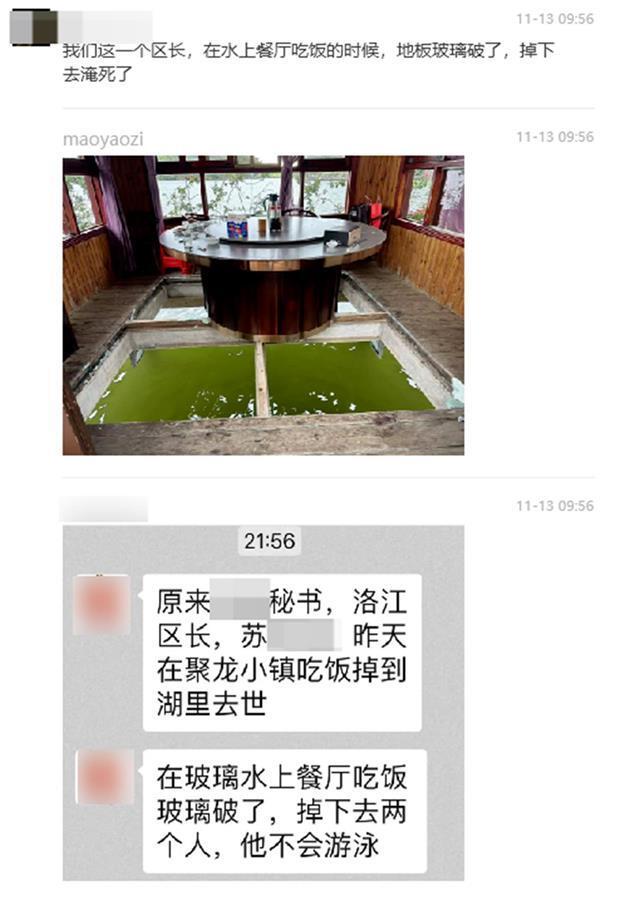 11-13 09:56
我们这一个区长，在水上餐厅吃饭的时候，地板玻璃破了，掉下
去淹死了
maoyaozi
11-13 09:56
11-13 09:56
21:56
原来 秘书，洛江
区长，苏 昨天
在聚龙小镇吃饭掉到
湖里去世
在玻璃水上餐厅吃饭
玻璃破了，掉下去两
个人，他不会游泳